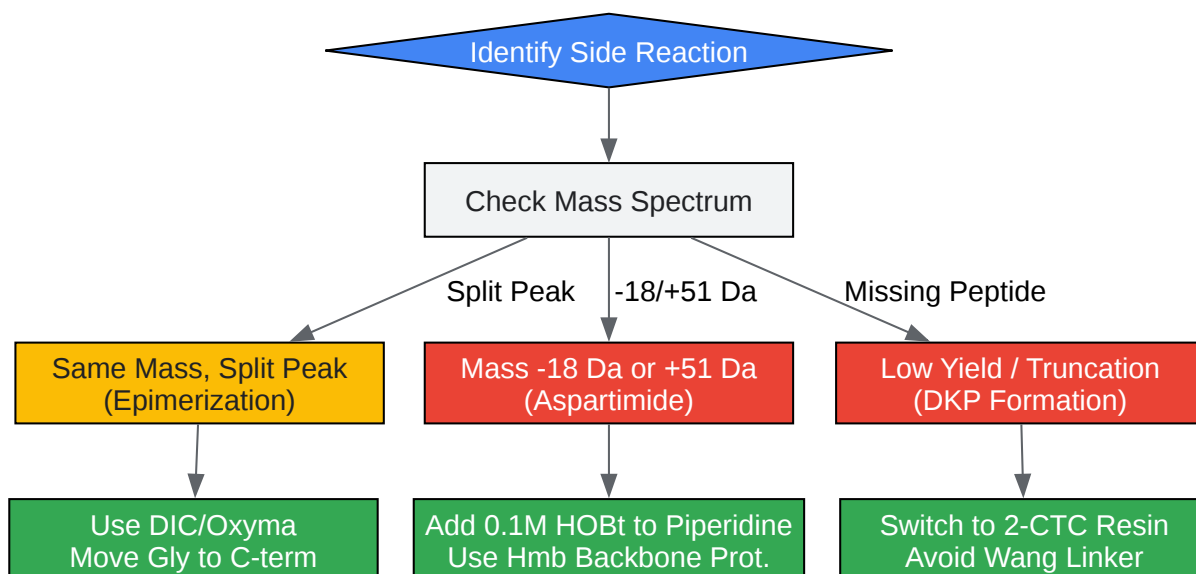 Identify Side Reaction
Check Mass Spectrum
Split Peak
-18/+51 Da
Missing Peptide
Same Mass, Split Peak
(Epimerization)
Mass -18 Da or +51 Da
(Aspartimide)
Low Yield / Truncation
(DKP Formation)
Use DIC/Oxyma
Move Gly to C-term
Add 0.1M HOBt to Piperidine
Use Hmb Backbone Prot.
Switch to 2-CTC Resin
Avoid Wang Linker